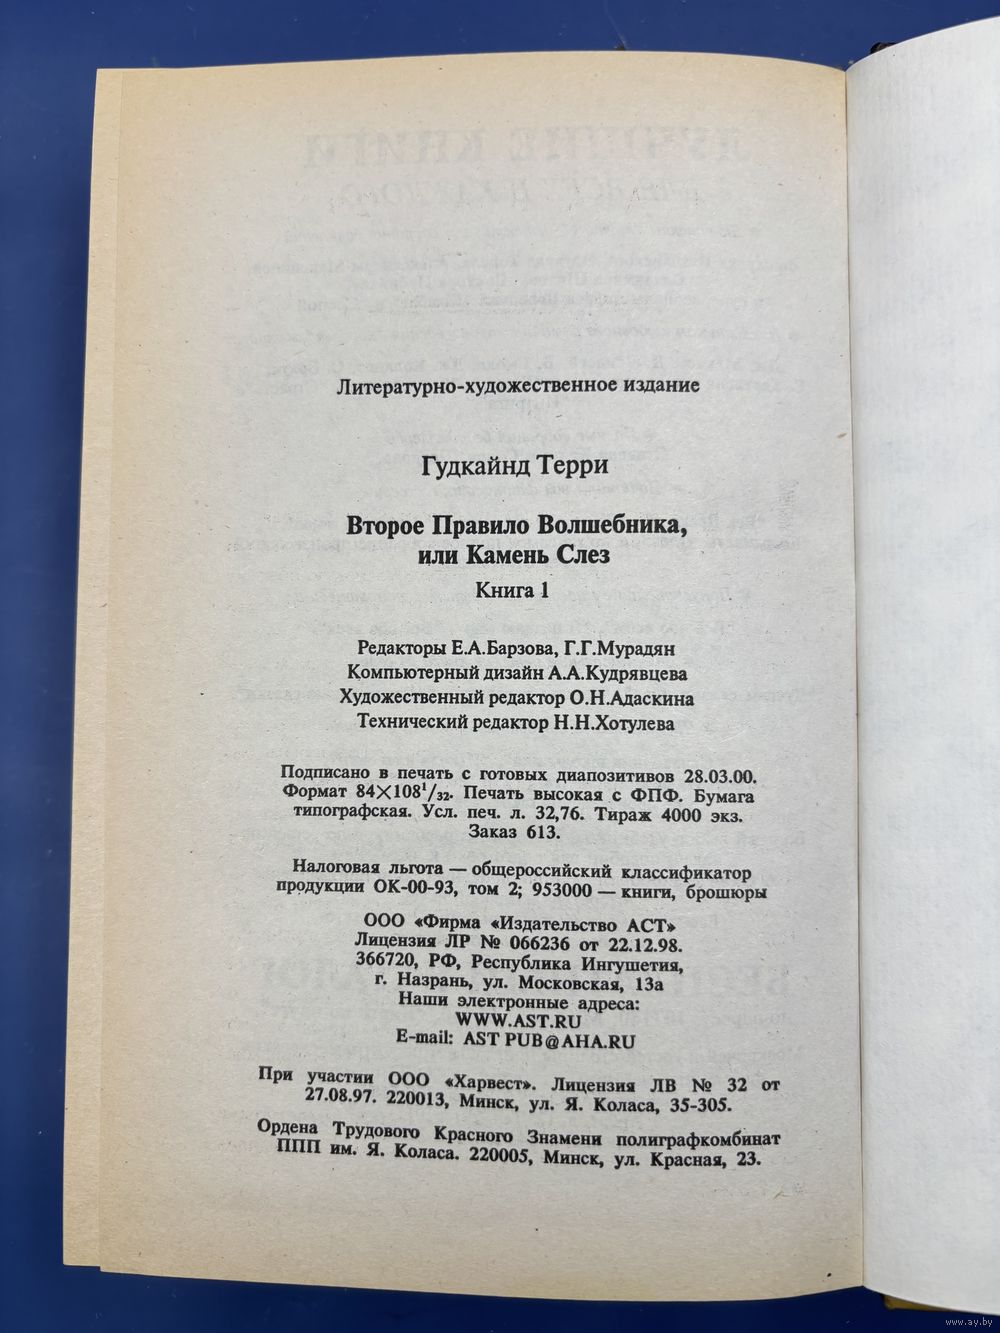 Литературно-художественное издание
Гудкайнд Терри
Второе Правило Волшебника,
или Камень Слез
Книга 1
Редакторы Е.А.Барзова, Г.Г.Мурадян
Компьютерный дизайн А.А.Кудрявцева
Художественный редактор О.Н.Адаскина
Технический редактор Н.Н.Хотулева
Подписано в печать с готовых диапозитивов 28.03.00.
Формат 84×108¹/₃₂. Печать высокая с ФПФ. Бумага
типографская. Усл. печ. л. 32,76. Тираж 4000 экз.
Заказ 613.
Налоговая льгота — общероссийский классификатор
продукции ОК-00-93, том 2; 953000 — книги, брошюры
ООО «Фирма «Издательство АСТ»
Лицензия ЛР № 066236 от 22.12.98.
366720, РФ, Республика Ингушетия,
г. Назрань, ул. Московская, 13а
Наши электронные адреса:
WWW.AST.RU
E-mail: AST PUB@AHA.RU
При участии ООО «Харвест». Лицензия ЛВ № 32 от
27.08.97. 220013, Минск, ул. Я. Коласа, 35-305.
Ордена Трудового Красного Знамени полиграфкомбинат
ППП им. Я. Коласа. 220005, Минск, ул. Красная, 23.
www.ay.by